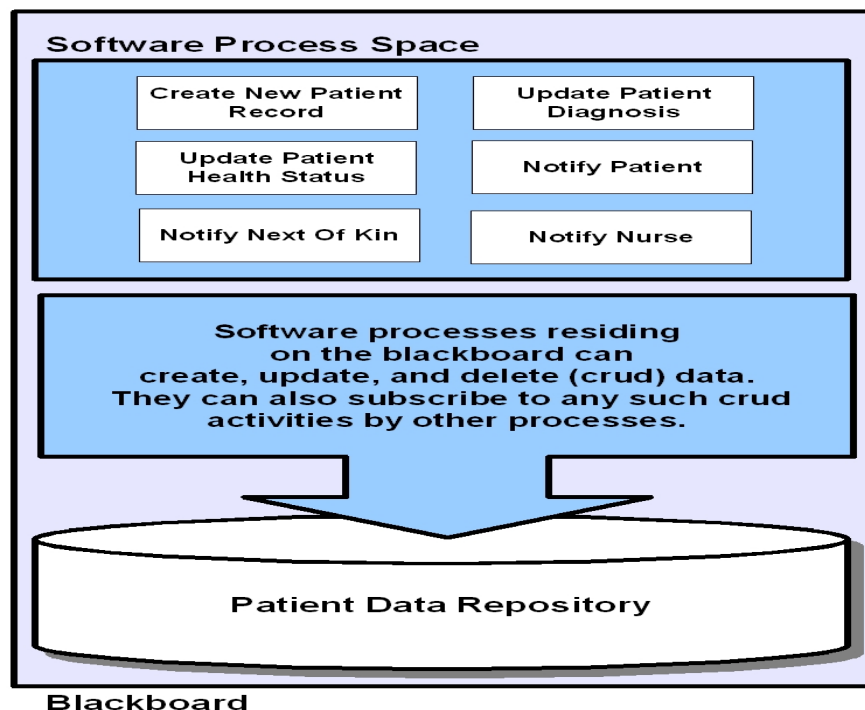 Software Process Space
Create New Patient
Record
Update Patient
Diagnosis
Update Patient
Health Status
Notify Patient
Notify Next Of Kin
Notify Nurse
Software processes residing
on the blackboard can
create, update, and delete (crud) data.
They can also subscribe to any such crud
activities by other processes.
Patient Data Repository
Blackboard